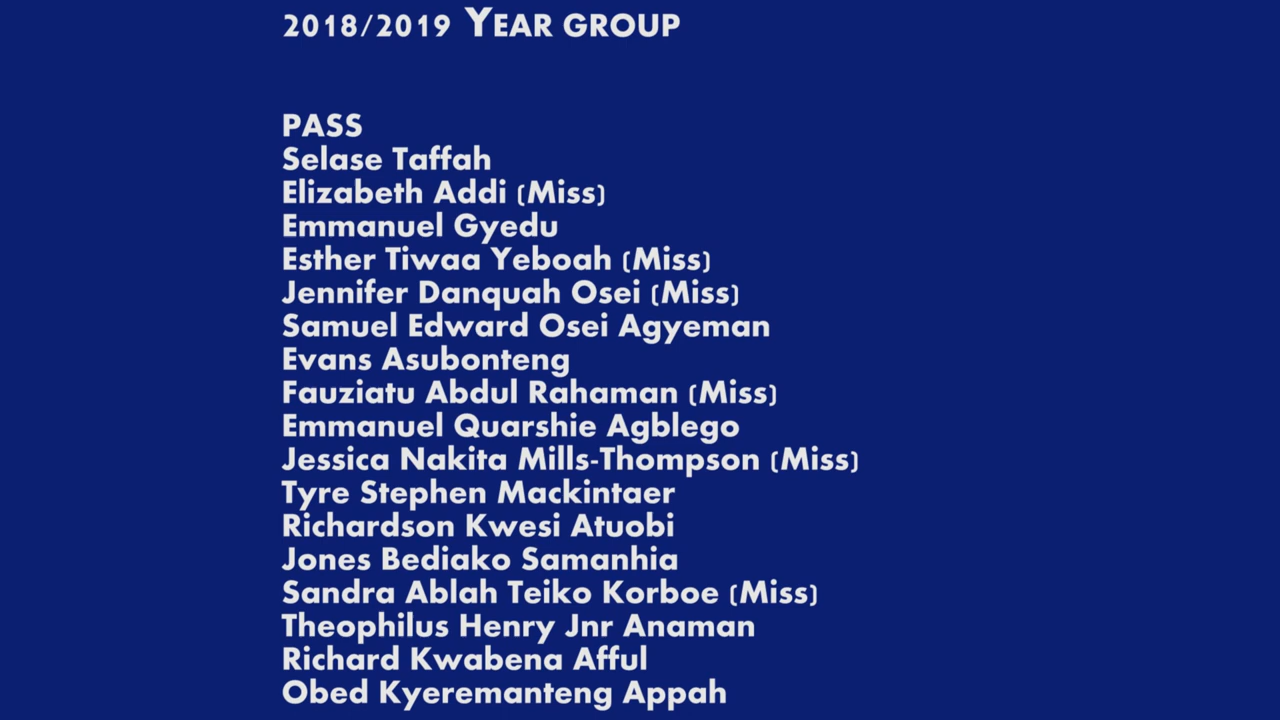 2018/2019 YEAR GROUP
PASS
Selase Taffah
Elizabeth Addi (Miss)
Emmanuel Gyedu
Esther Tiwaa Yeboah (Miss)
Jennifer Danquah Osei (Miss)
Samuel Edward Osei Agyeman
Evans Asubonteng
Fauziatu Abdul Rahaman (Miss)
Emmanuel Quarshie Agblego
Jessica Nakita Mills-Thompson (Miss)
Tyre Stephen Mackintaer
Richardson Kwesi Atuobi
Jones Bediako Samanhia
Sandra Ablah Teiko Korboe (Miss)
Theophilus Henry Jnr Anaman
Richard Kwabena Afful
Obed Kyeremanteng Appah